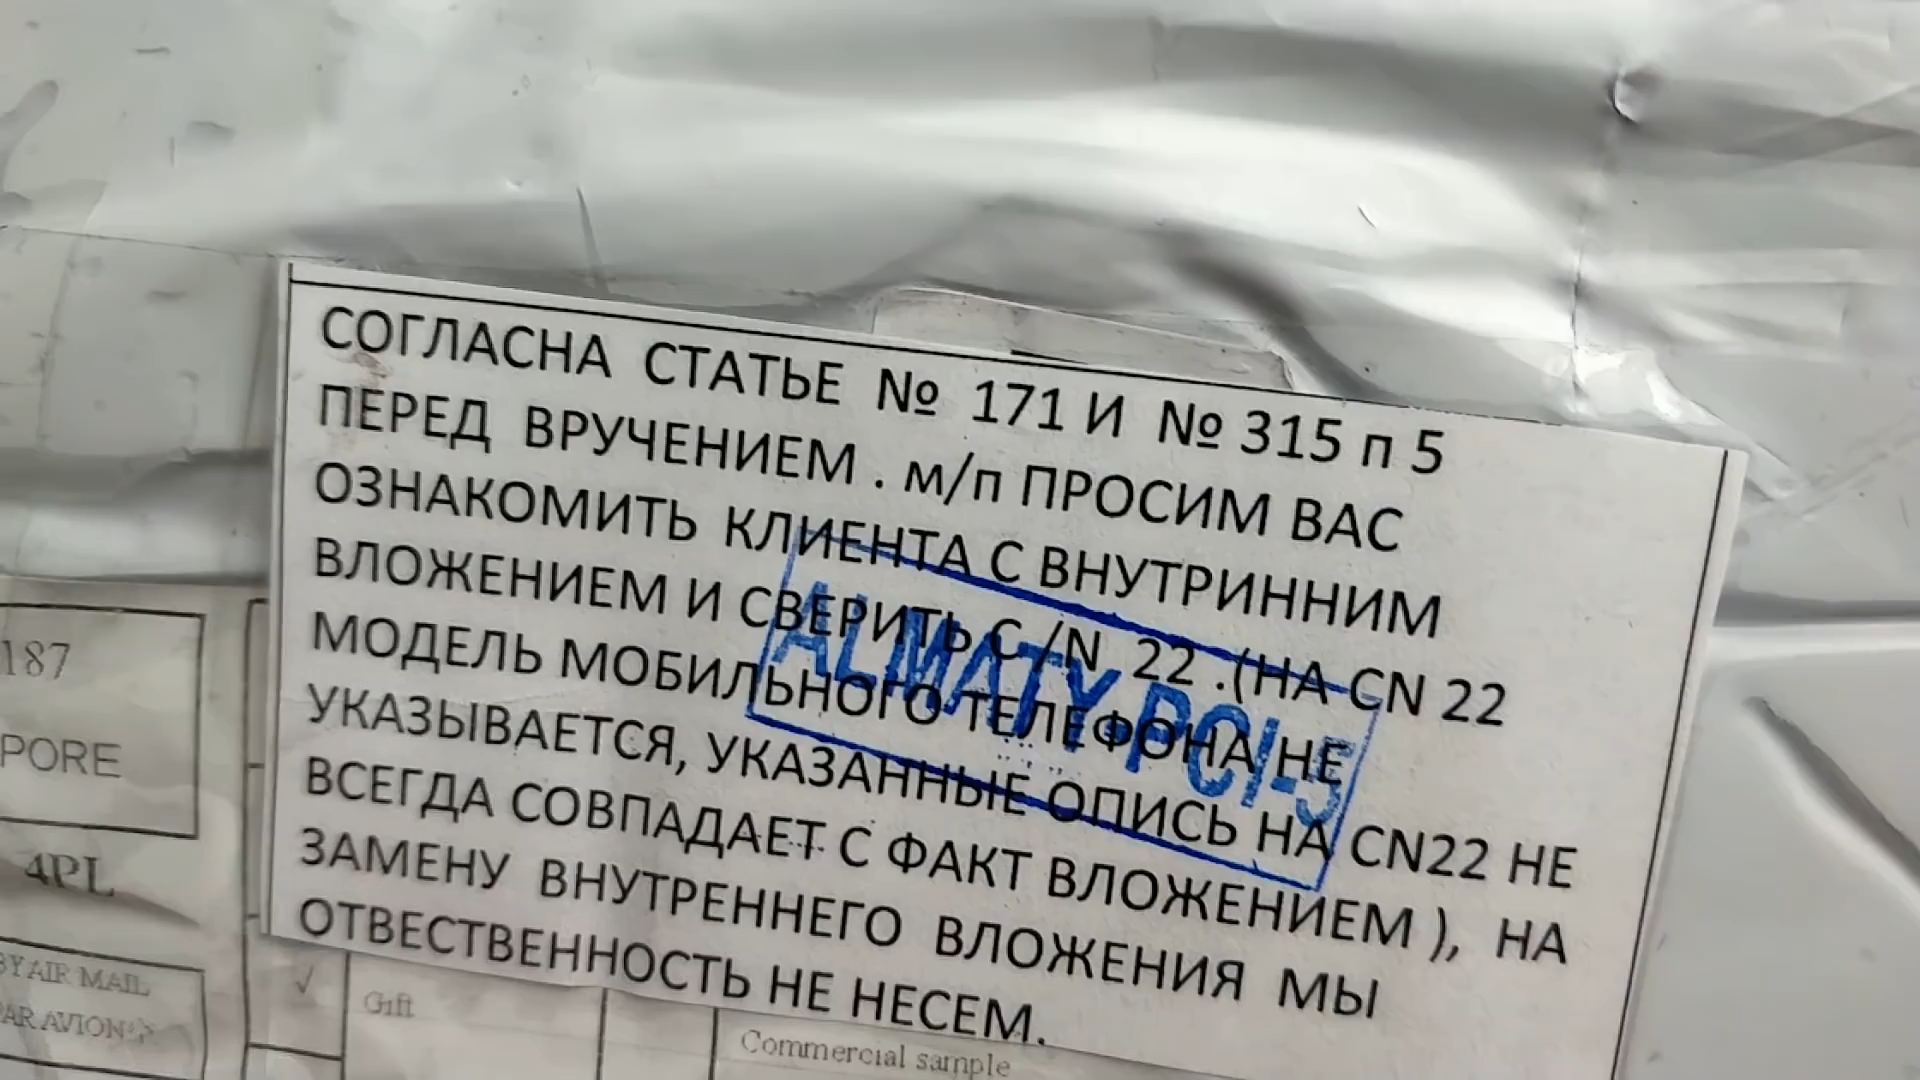 СОГЛАСНА СТАТЬЕ № 171 И № 315 п 5
ПЕРЕД ВРУЧЕНИЕМ . м/п ПРОСИМ ВАС
ОЗНАКОМИТЬ КЛИЕНТА С ВНУТРИННИМ
ВЛОЖЕНИЕМ И СВЕРИТЬ С /N 22 .(НА CN 22
МОДЕЛЬ МОБИЛЬНОГО ТЕЛЕФОНА НЕ
УКАЗЫВАЕТСЯ, УКАЗАННЫЕ ОПИСЬ НА CN22 НЕ
ВСЕГДА СОВПАДАЕТ С ФАКТ ВЛОЖЕНИЕМ ), НА
ЗАМЕНУ ВНУТРЕННЕГО ВЛОЖЕНИЯ МЫ
ОТВЕСТВЕННОСТЬ НЕ НЕСЕМ.
ALMATY-PCI-5
187
PORE
4PL
BY AIR MAIL
PAR AVION
Gift
Commercial sample